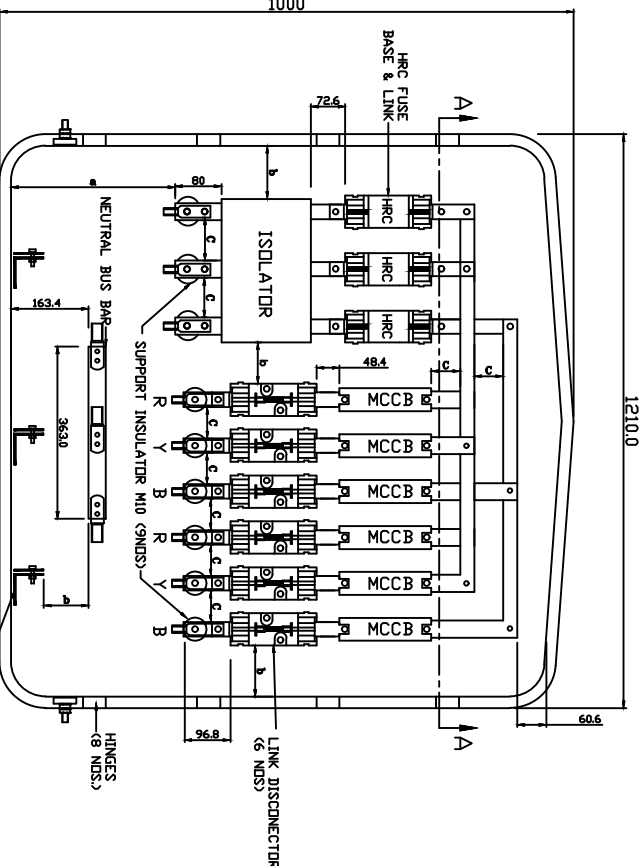 1000
HRC FUSE
BASE & LINK
72.6
A
80
a
b
NEUTRAL BUS BAR
ISOLATOR
HRC
HRC
HRC
C
C
163.4
363.0
b
SUPPORT INSULATOR M10 (9NOS)
b
48.4
C
C
1210.0
MCCB
MCCB
MCCB
MCCB
MCCB
MCCB
R
Y
B
R
Y
B
C
C
C
C
C
b
96.8
60.6
A
HINGES
(8 NOS.)
LINK DISCONECTOR
(6 NOS)